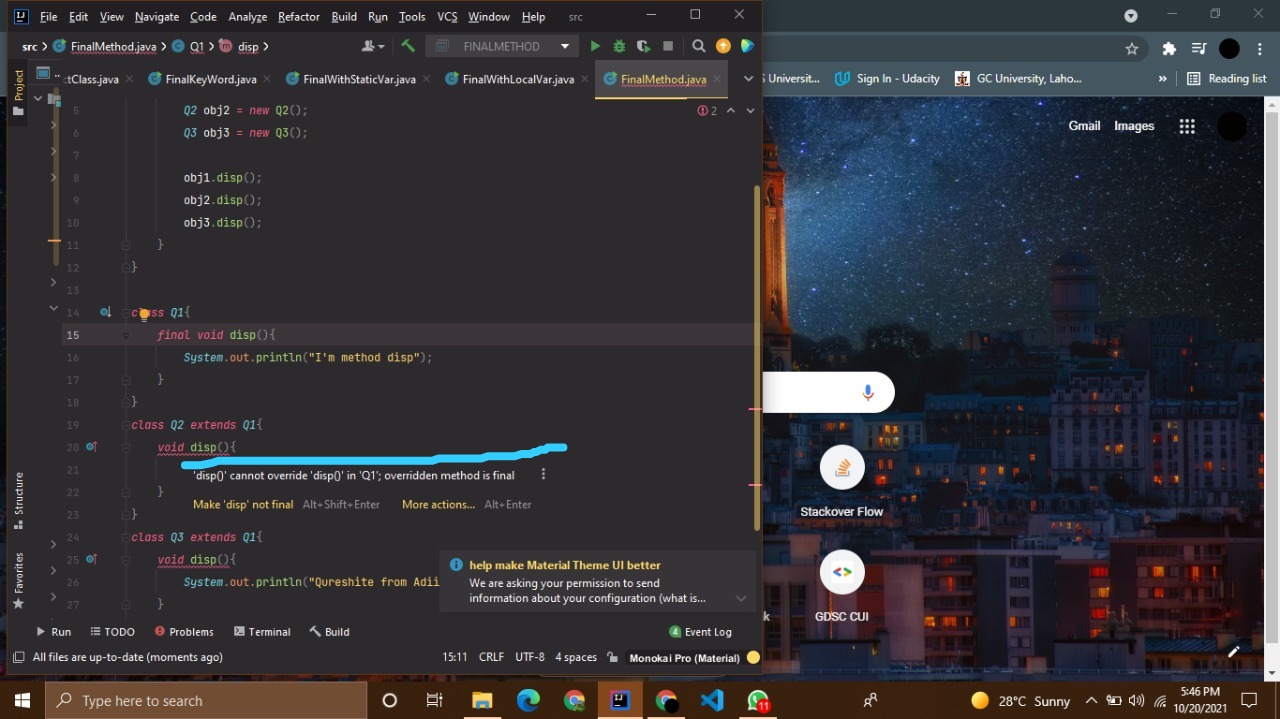 File Edit View Navigate Code Analyze Refactor Build Run Tools VCS Window Help src
src FinalMethod.java Q1 disp FINALMETHOD
ctClass.java FinalKeyWord.java FinalWithStaticVar.java FinalWithLocalVar.java FinalMethod.java
Project
5 Q2 obj2 = new Q2(); 2
6 Q3 obj3 = new Q3();
7
8 obj1.disp();
9 obj2.disp();
10 obj3.disp();
11 }
12 }
13
14 class Q1{
15 final void disp(){
16 System.out.println("I'm method disp");
17 }
18 }
19 class Q2 extends Q1{
20 void disp(){
21
'disp()' cannot override 'disp()' in 'Q1'; overridden method is final
22 }
Make 'disp' not final Alt+Shift+Enter More actions... Alt+Enter
23 }
24 class Q3 extends Q1{
25 void disp(){
26 System.out.println("Qureshite from Adii
27 }
help make Material Theme UI better
We are asking your permission to send
information about your configuration (what is...
Structure
Favorites
Run TODO Problems Terminal Build 4 Event Log
All files are up-to-date (moments ago) 15:11 CRLF UTF-8 4 spaces Monokai Pro (Material)
S Universit... Sign In - Udacity GC University, Laho... » Reading list
Gmail Images
Stackover Flow
k GDSC CUI
Type here to search 11 28°C Sunny 5:46 PM
10/20/2021